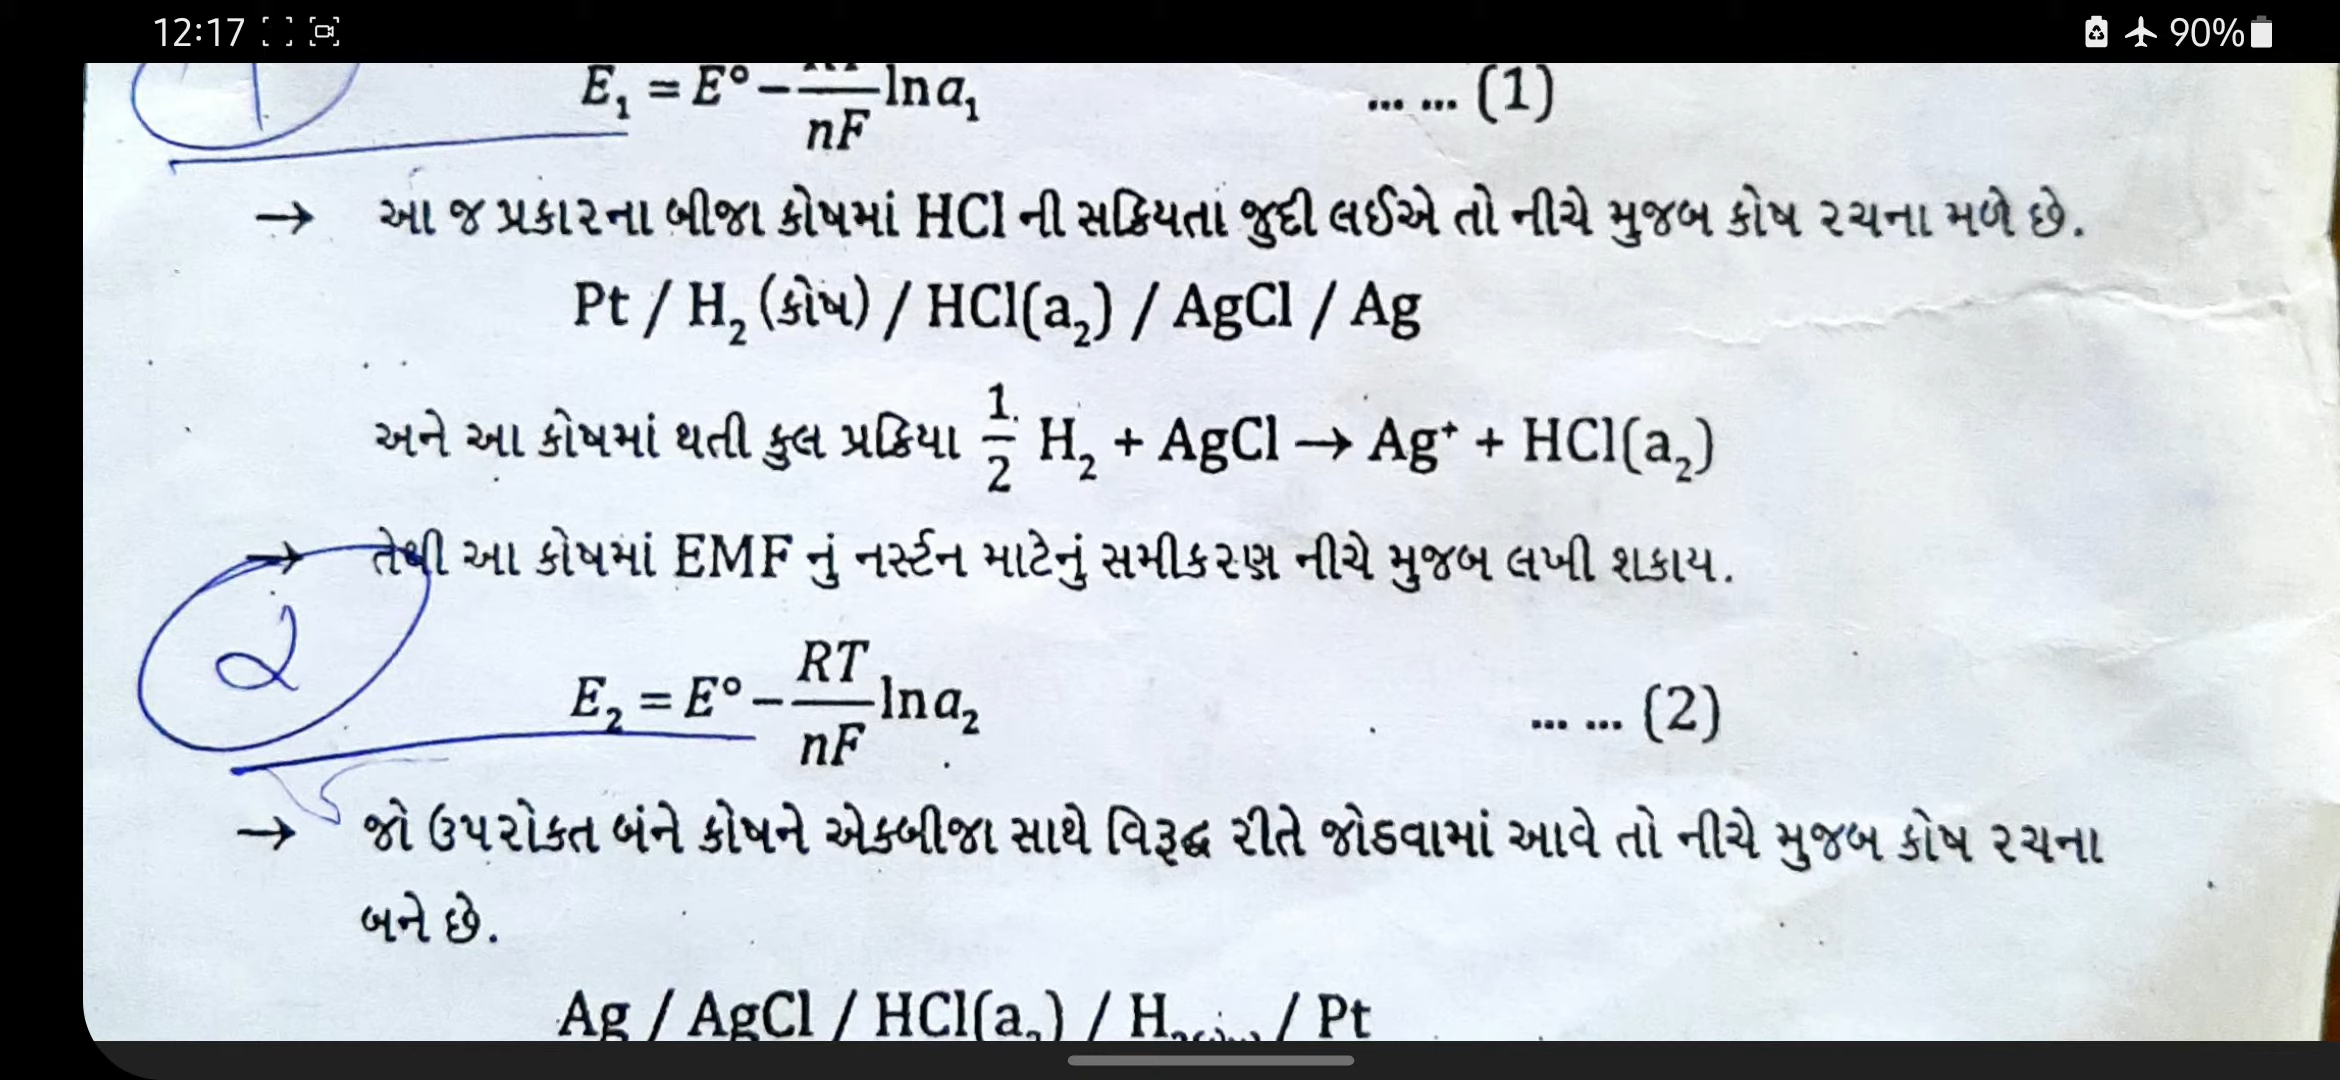 12:17 90%
1
E₁ = E° − RT/nF ln a₁ ... ... (1)
→ આ જ પ્રકારના બીજા કોષમાં HCl ની સક્રિયતા જુદી લઈએ તો નીચે મુજબ કોષ રચના મળે છે.
Pt / H₂ (કોષ) / HCl(a₂) / AgCl / Ag
અને આ કોષમાં થતી કુલ પ્રક્રિયા 1/2 H₂ + AgCl → Ag⁺ + HCl(a₂)
→ તેથી આ કોષમાં EMF નું નર્સ્ટન માટેનું સમીકરણ નીચે મુજબ લખી શકાય.
2
E₂ = E° − RT/nF ln a₂ ... ... (2)
→ જો ઉપરોક્ત બંને કોષને એકબીજા સાથે વિરૂદ્ધ રીતે જોડવામાં આવે તો નીચે મુજબ કોષ રચના
બને છે.
Ag / AgCl / HCl(a / H / Pt